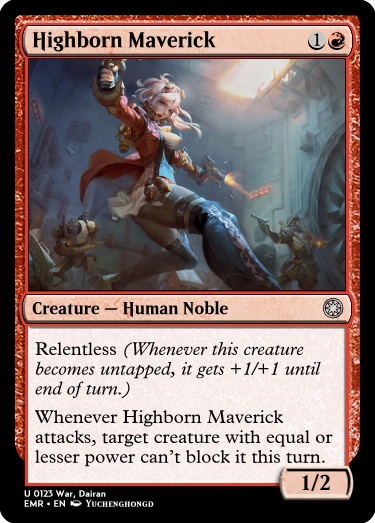 Highborn Maverick 1
Creature — Human Noble
Relentless (Whenever this creature
becomes untapped, it gets +1/+1 until
end of turn.)
Whenever Highborn Maverick
attacks, target creature with equal or
lesser power can't block it this turn.
1/2
U 0123 War, Dairan
EMR • EN Yuchenghongd